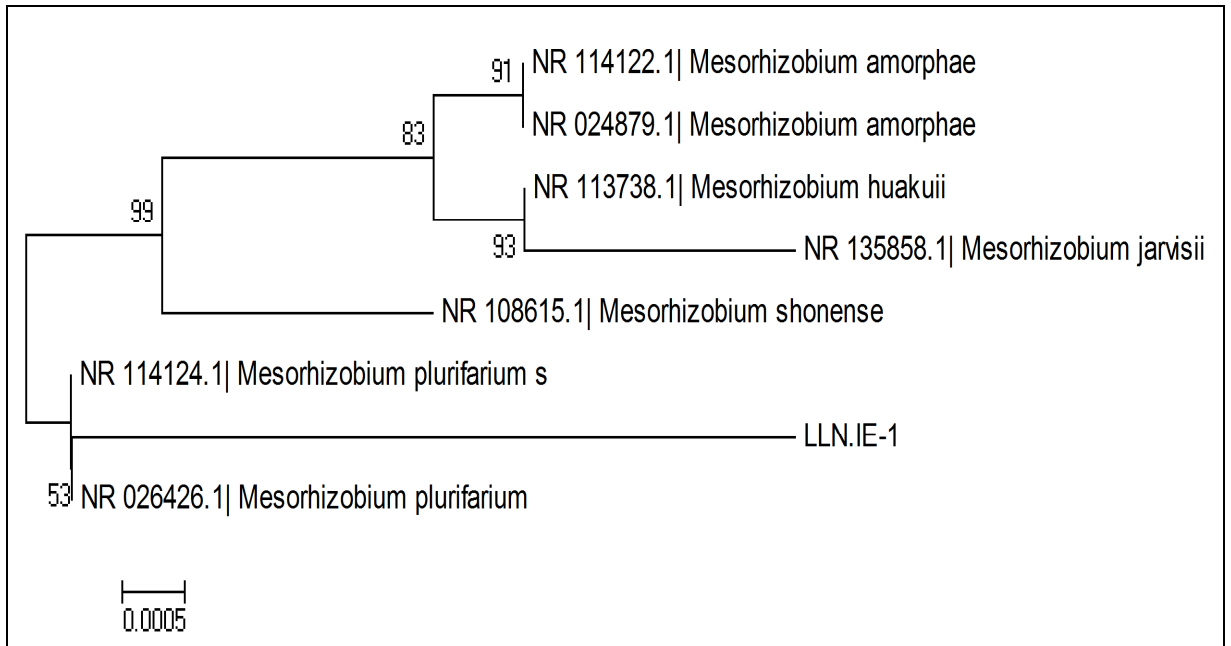 91
NR 114122.1| Mesorhizobium amorphae
83
NR 024879.1| Mesorhizobium amorphae
NR 113738.1| Mesorhizobium huakuii
99
93
NR 135858.1| Mesorhizobium jarvisii
NR 108615.1| Mesorhizobium shonense
NR 114124.1| Mesorhizobium plurifarium s
LLN.IE-1
53
NR 026426.1| Mesorhizobium plurifarium
0.0005